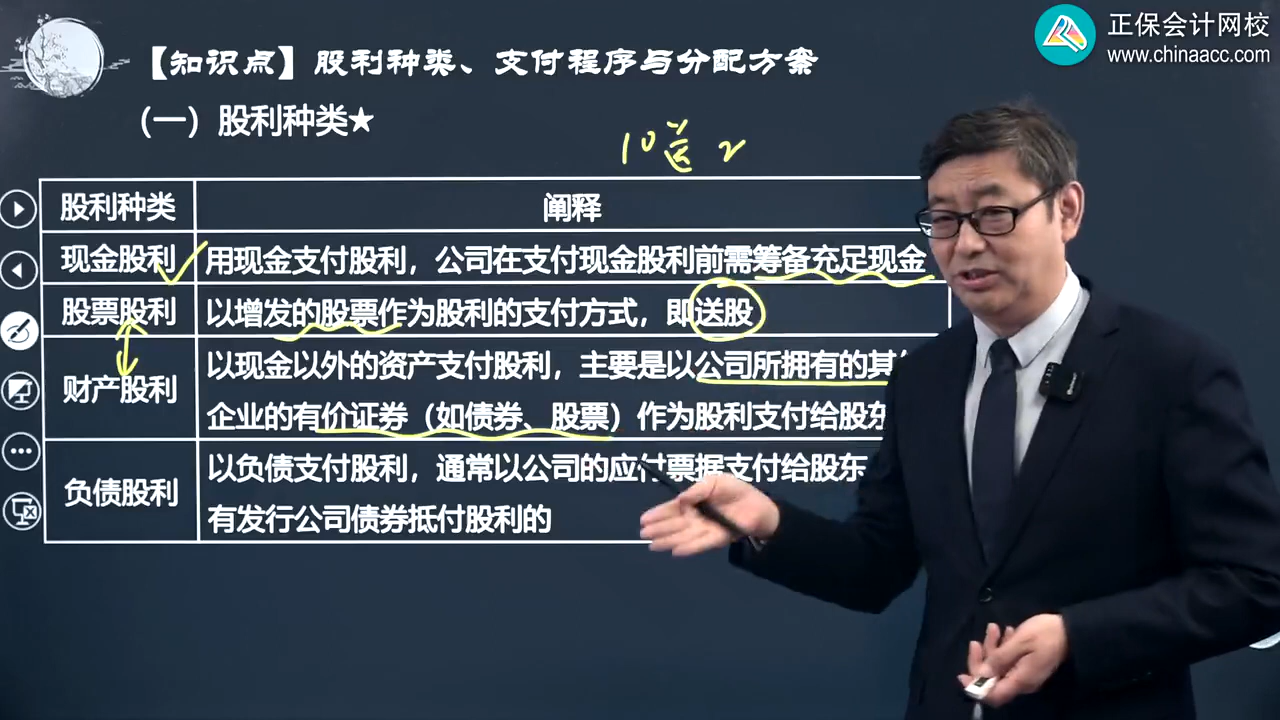 正保会计网校
www.chinaacc.com
【知识点】股利种类、支付程序与分配方案
（一）股利种类★
10送2
股利种类 阐释
现金股利 用现金支付股利，公司在支付现金股利前需筹备充足现金
股票股利 以增发的股票作为股利的支付方式，即送股
财产股利 以现金以外的资产支付股利，主要是以公司所拥有的其
企业的有价证券（如债券、股票）作为股利支付给股东
负债股利 以负债支付股利，通常以公司的应付票据支付给股东
有发行公司债券抵付股利的